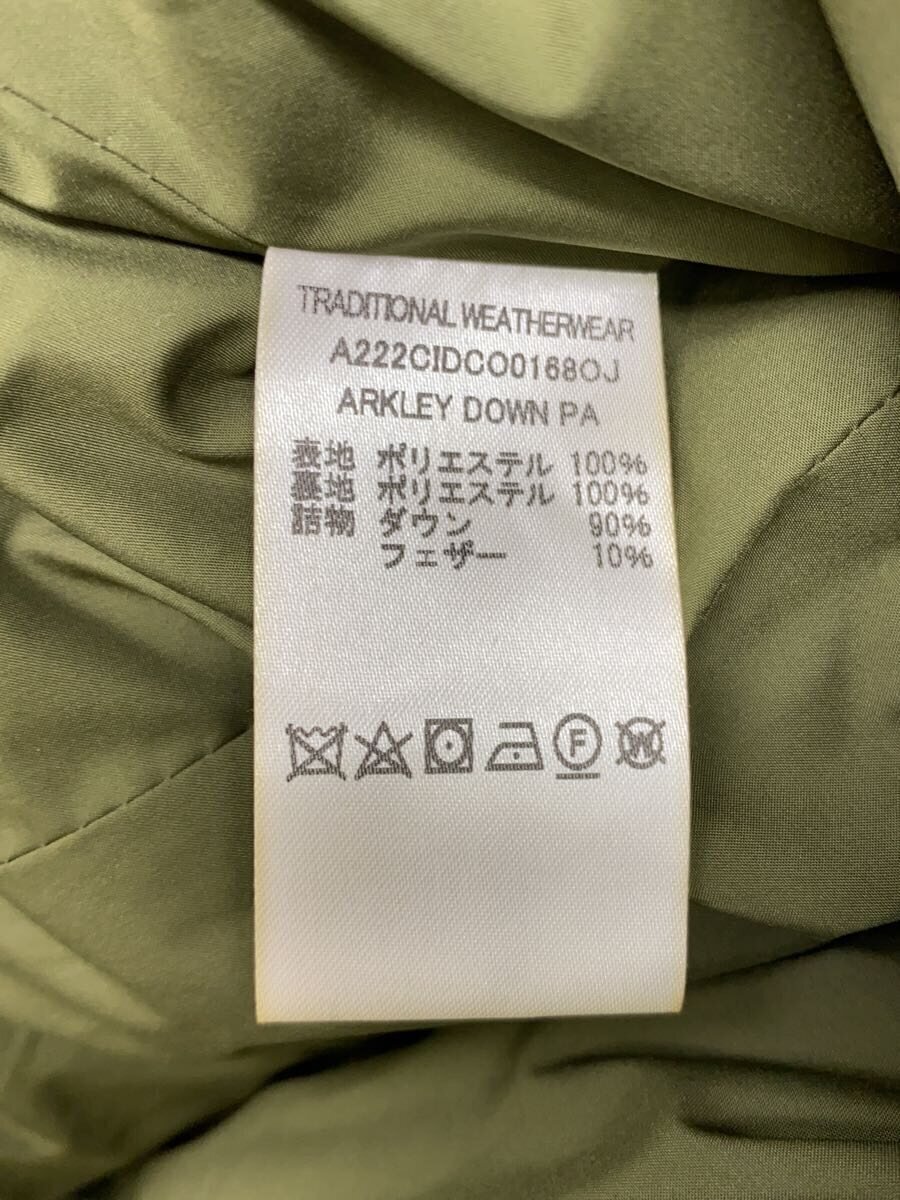 TRADITIONAL WEATHERWEAR
A222CIDCO0168OJ
ARKLEY DOWN PA
表地 ポリエステル 100%
裏地 ポリエステル 100%
詰物 ダウン 90%
フェザー 10%
F W